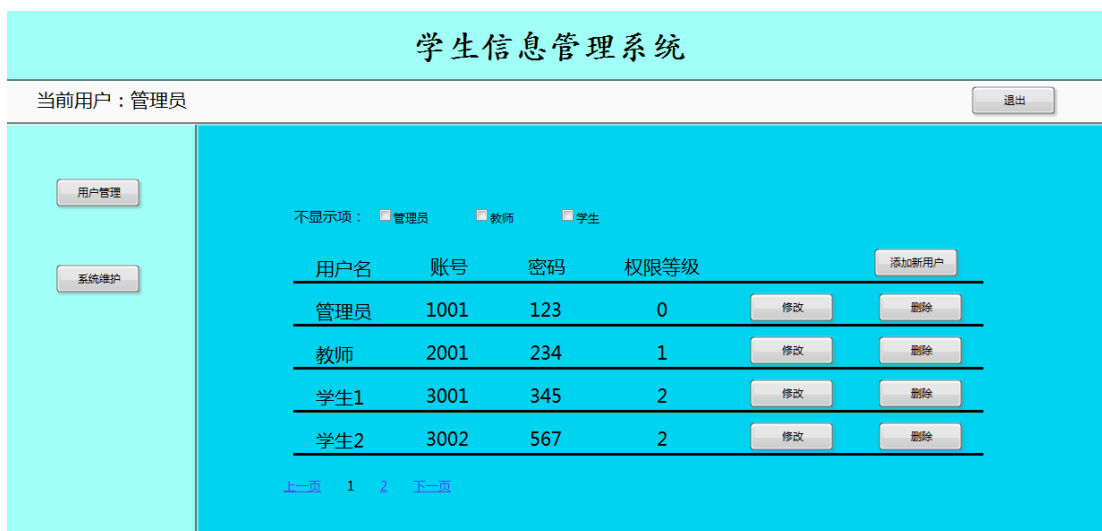 学生信息管理系统
当前用户：管理员 退出
用户管理
系统维护
不显示项： 管理员 教师 学生
用户名 账号 密码 权限等级 添加新用户
管理员 1001 123 0 修改 删除
教师 2001 234 1 修改 删除
学生1 3001 345 2 修改 删除
学生2 3002 567 2 修改 删除
上一页 1 2 下一页